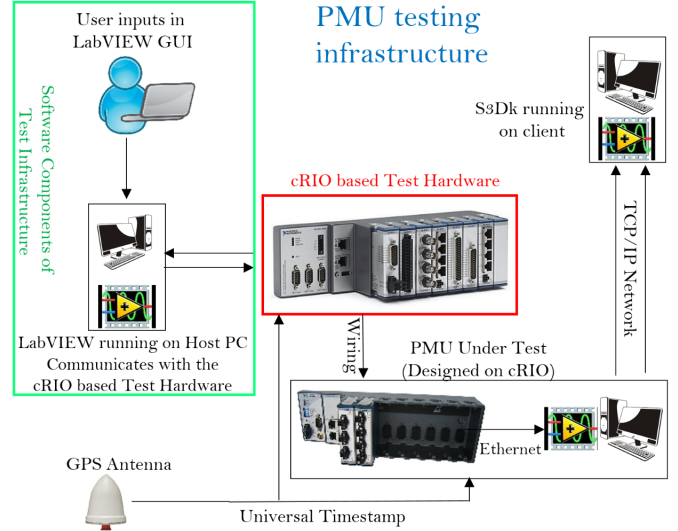 PMU testing
infrastructure
User inputs in
LabVIEW GUI
Software Components of
Test Infrastructure
S3Dk running
on client
cRIO based Test Hardware
TCP/IP Network
LabVIEW running on Host PC
Communicates with the
cRIO based Test Hardware
Wiring
PMU Under Test
(Designed on cRIO)
Ethernet
GPS Antenna
Universal Timestamp